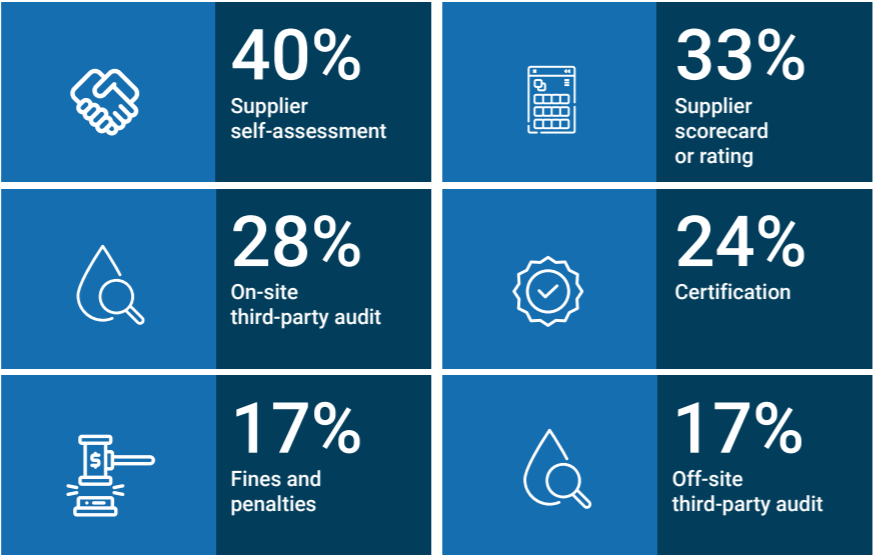 40%
Supplier
self-assessment
33%
Supplier
scorecard
or rating
28%
On-site
third-party audit
24%
Certification
17%
Fines and
penalties
17%
Off-site
third-party audit
$